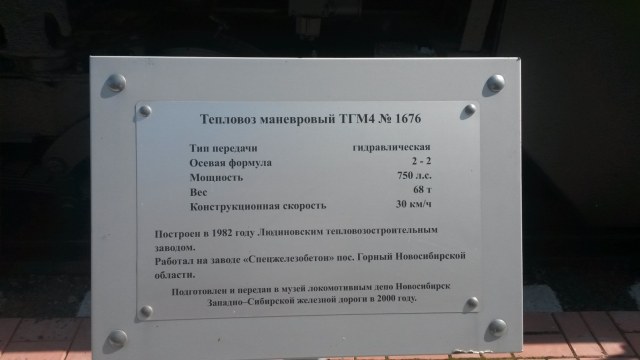 Тепловоз маневровый ТГМ4 № 1676
Тип передачи гидравлическая
Осевая формула 2 - 2
Мощность 750 л.с.
Вес 68 т
Конструкционная скорость 30 км/ч
Построен в 1982 году Людиновским тепловозостроительным
заводом.
Работал на заводе «Спецжелезобетон» пос. Горный Новосибирской
области.
Подготовлен и передан в музей локомотивным депо Новосибирск
Западно–Сибирской железной дороги в 2000 году.